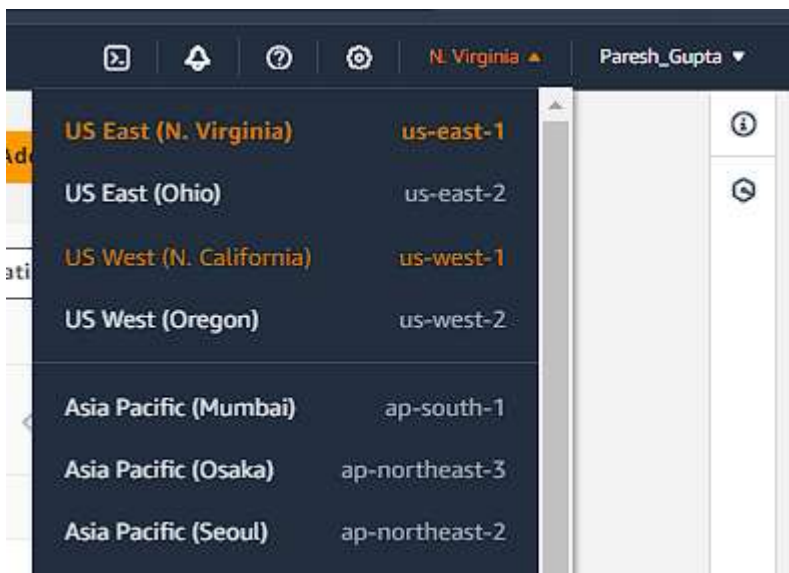 N. Virginia ▲ Paresh_Gupta ▼
US East (N. Virginia) us-east-1
US East (Ohio) us-east-2
US West (N. California) us-west-1
US West (Oregon) us-west-2
Asia Pacific (Mumbai) ap-south-1
Asia Pacific (Osaka) ap-northeast-3
Asia Pacific (Seoul) ap-northeast-2